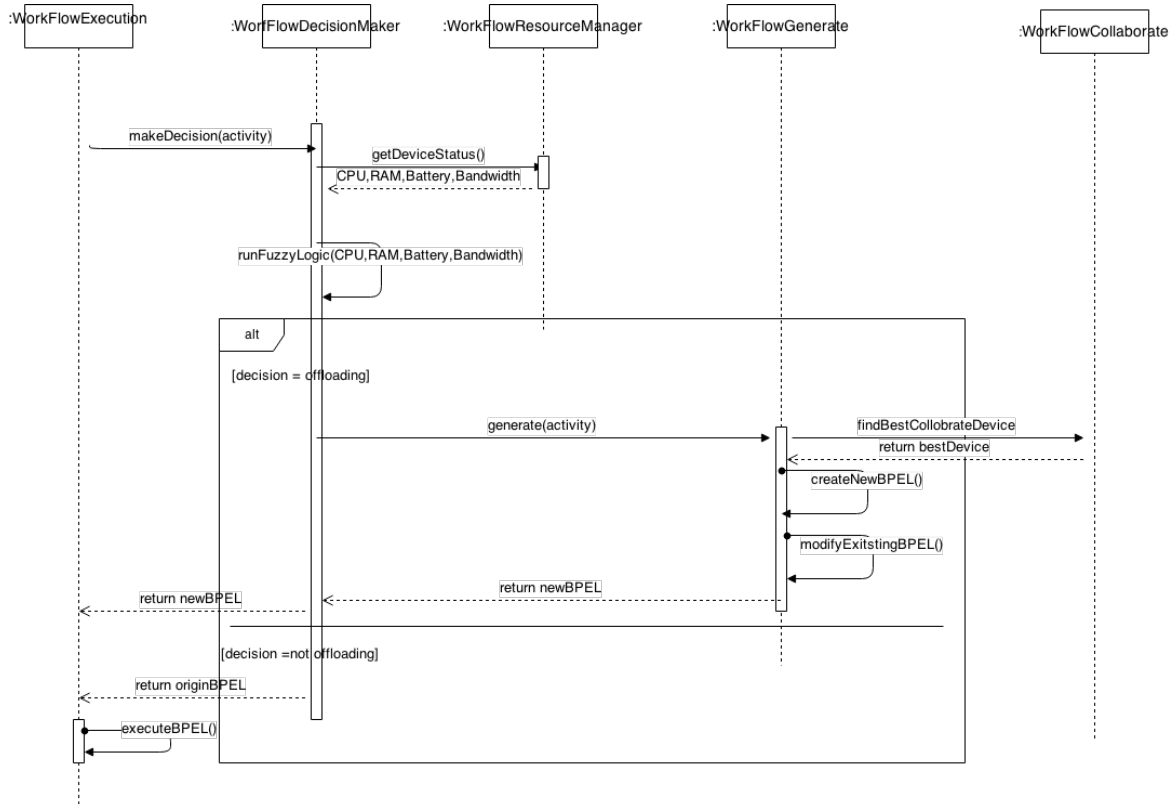 :WorkFlowExecution
:WorfFlowDecisionMaker
:WorkFlowResourceManager
:WorkFlowGenerate
:WorkFlowCollaborate
makeDecision(activity)
getDeviceStatus()
CPU,RAM,Battery,Bandwidth
runFuzzyLogic(CPU,RAM,Battery,Bandwidth)
alt
[decision = offloading]
generate(activity)
findBestCollobrateDevice
return bestDevice
createNewBPEL()
modifyExitstingBPEL()
return newBPEL
return newBPEL
[decision =not offloading]
return originBPEL
executeBPEL()